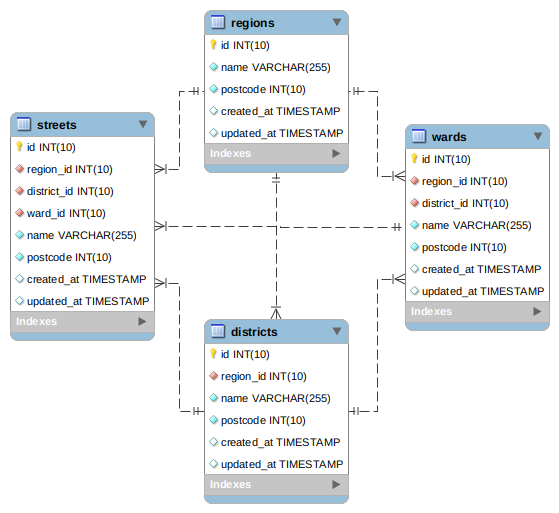 regions
id INT(10)
name VARCHAR(255)
postcode INT(10)
created_at TIMESTAMP
updated_at TIMESTAMP
Indexes
streets
id INT(10)
region_id INT(10)
district_id INT(10)
ward_id INT(10)
name VARCHAR(255)
postcode INT(10)
created_at TIMESTAMP
updated_at TIMESTAMP
Indexes
wards
id INT(10)
region_id INT(10)
district_id INT(10)
name VARCHAR(255)
postcode INT(10)
created_at TIMESTAMP
updated_at TIMESTAMP
Indexes
districts
id INT(10)
region_id INT(10)
name VARCHAR(255)
postcode INT(10)
created_at TIMESTAMP
updated_at TIMESTAMP
Indexes